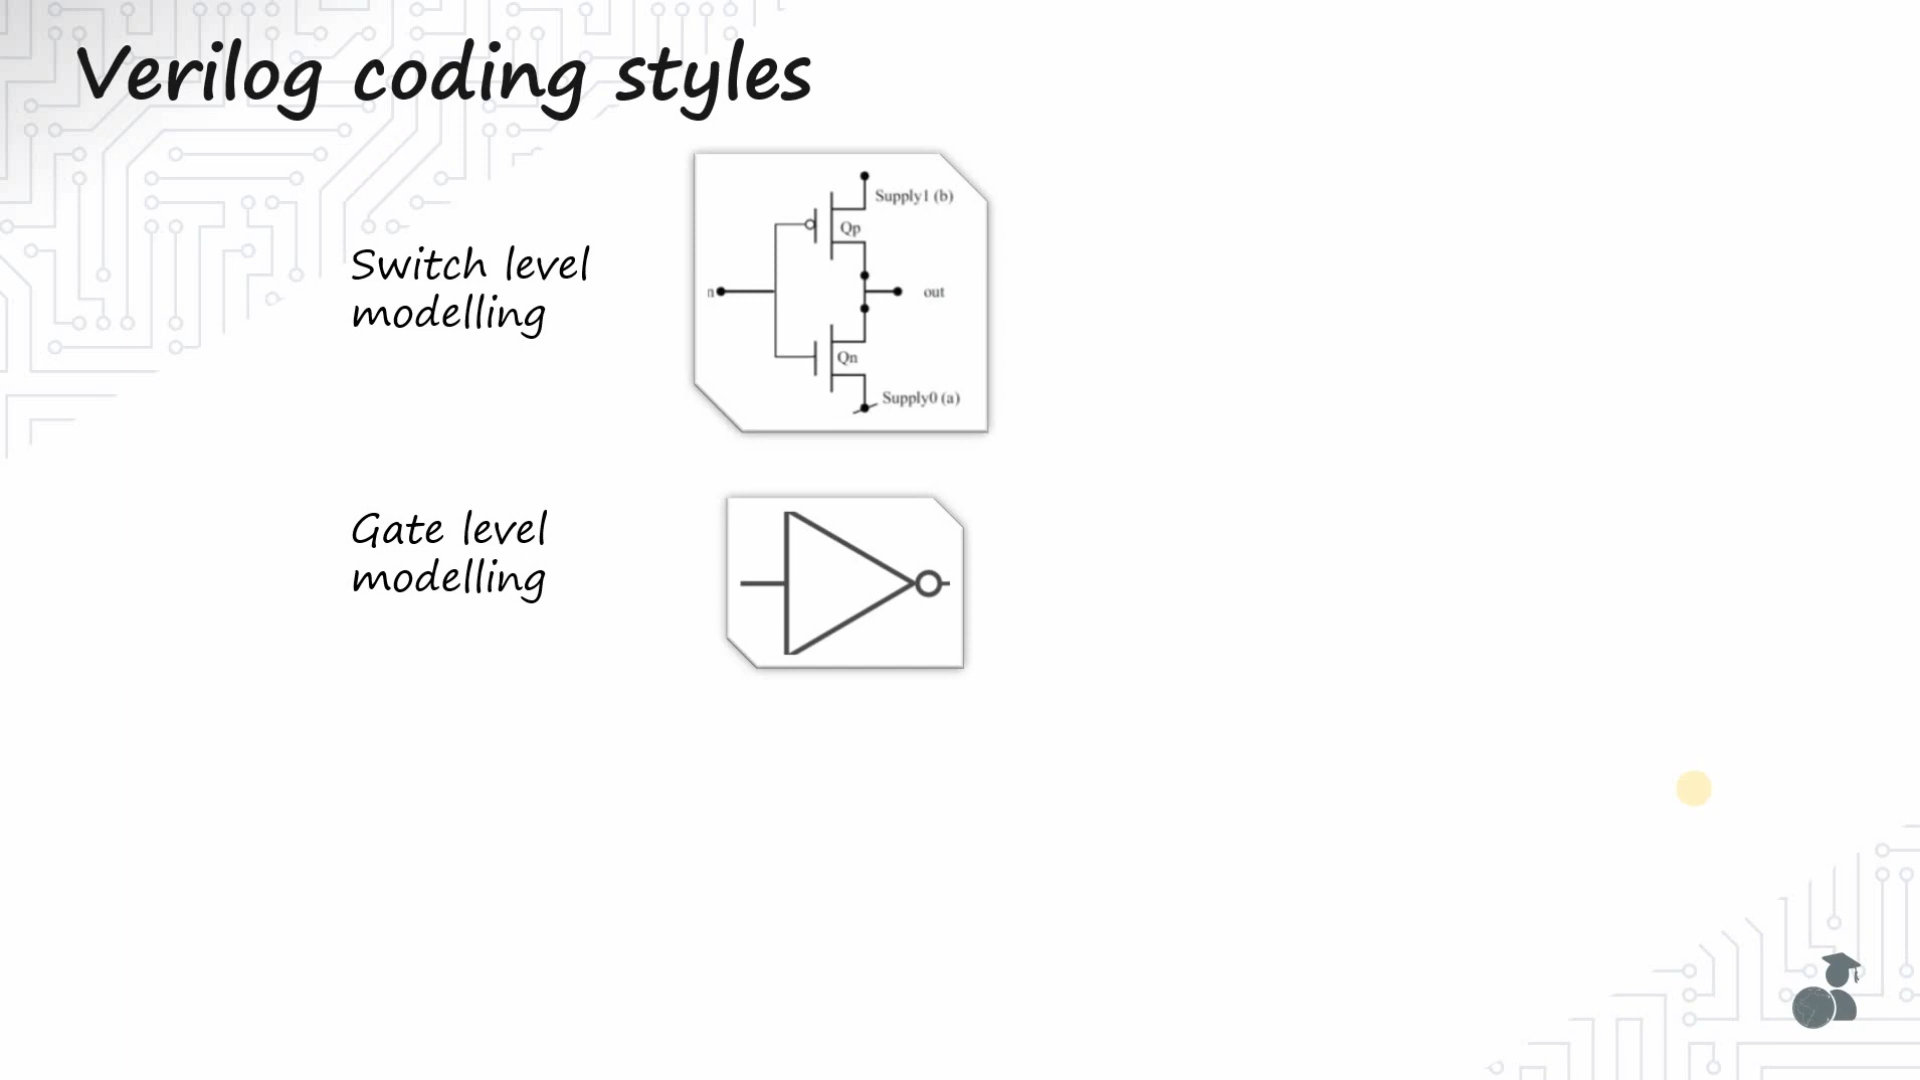 Verilog coding styles
Supply1 (b)
Qp
Switch level
modelling
n
out
Qn
Supply0 (a)
Gate level
modelling